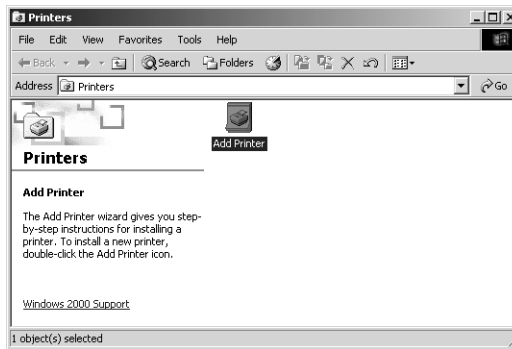 Printers
File Edit View Favorites Tools Help
Back Search Folders
Address Printers Go
Add Printer
Printers
Add Printer
The Add Printer wizard gives you step-
by-step instructions for installing a
printer. To install a new printer,
double-click the Add Printer icon.
Windows 2000 Support
1 object(s) selected